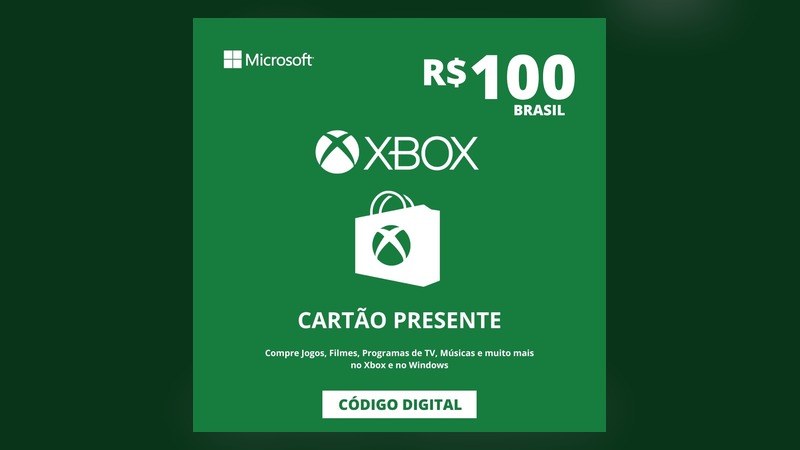 Microsoft
R$100
BRASIL
XBOX
CARTÃO PRESENTE
Compre Jogos, Filmes, Programas de TV, Músicas e muito mais
no Xbox e no Windows
CÓDIGO DIGITAL